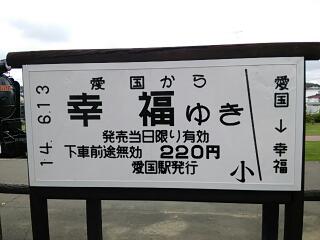 14.6.13
愛国から
幸福ゆき
発売当日限り有効
下車前途無効 220円
愛国駅発行
小
愛国→幸福